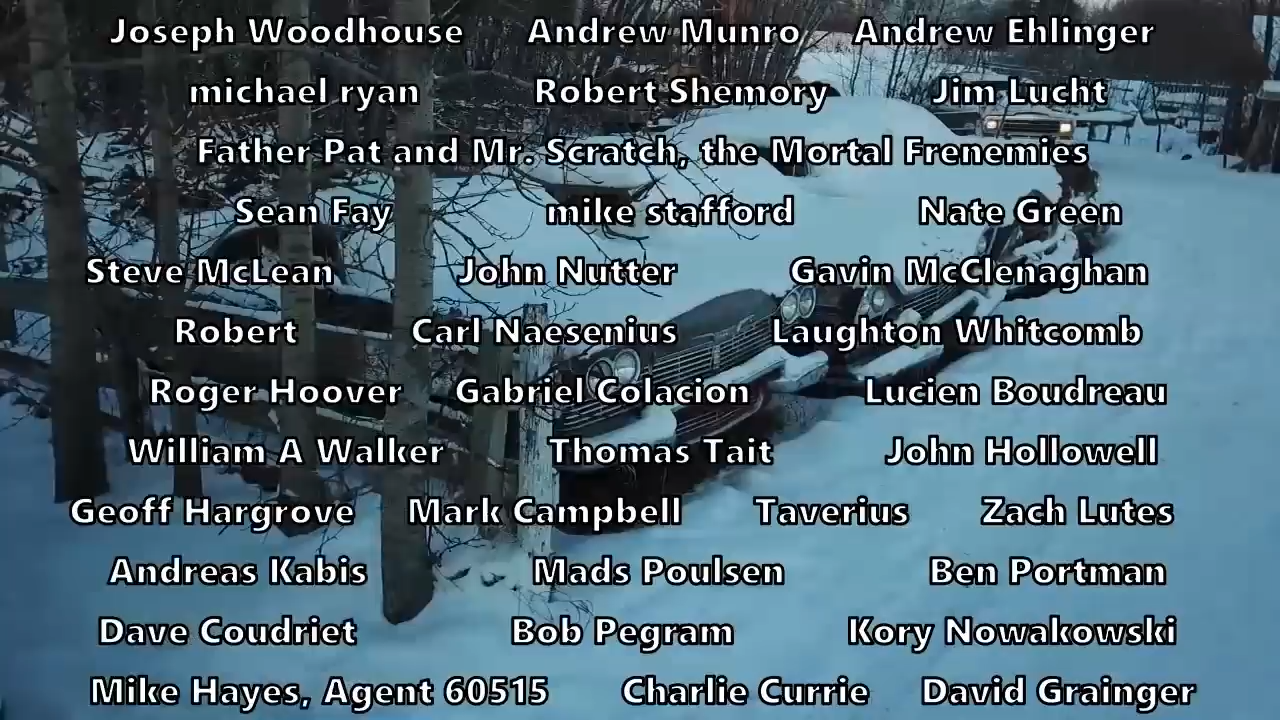 Joseph Woodhouse Andrew Munro Andrew Ehlinger
michael ryan Robert Shemory Jim Lucht
Father Pat and Mr. Scratch, the Mortal Frenemies
Sean Fay mike stafford Nate Green
Steve McLean John Nutter Gavin McClenaghan
Robert Carl Naesenius Laughton Whitcomb
Roger Hoover Gabriel Colacion Lucien Boudreau
William A Walker Thomas Tait John Hollowell
Geoff Hargrove Mark Campbell Taverius Zach Lutes
Andreas Kabis Mads Poulsen Ben Portman
Dave Coudriet Bob Pegram Kory Nowakowski
Mike Hayes, Agent 60515 Charlie Currie David Grainger